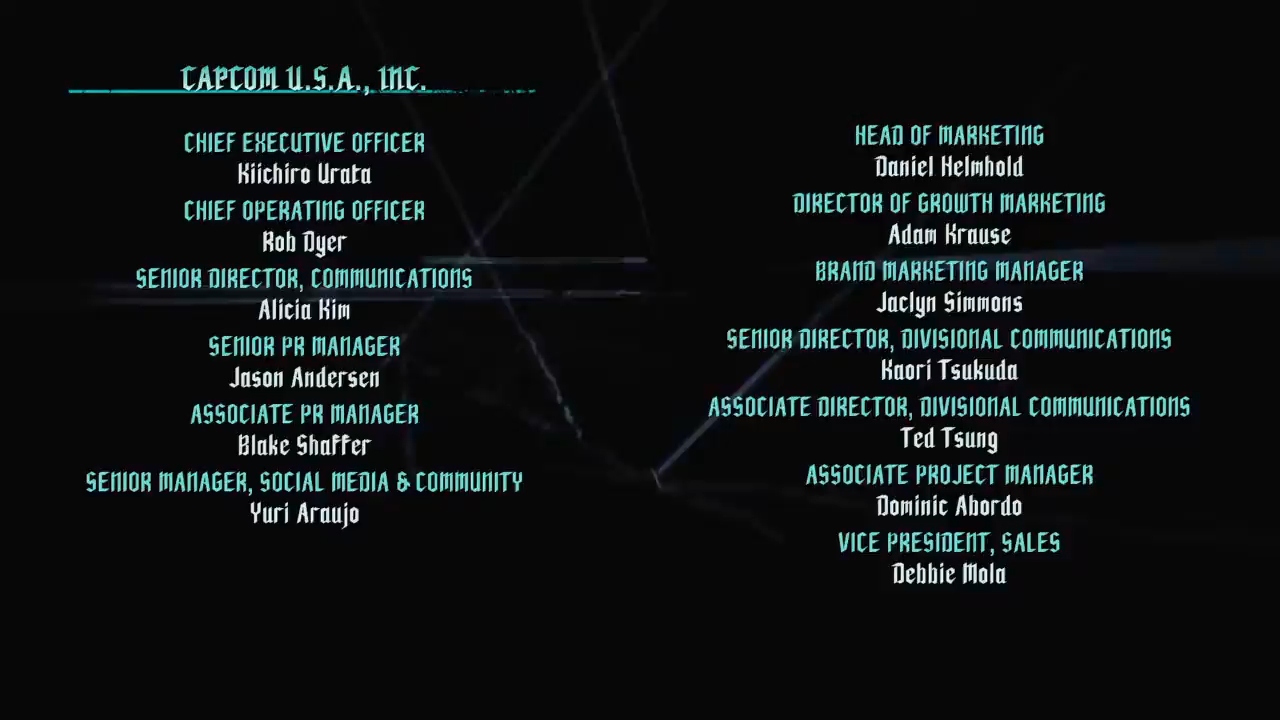 CAPCOM U.S.A., INC.
CHIEF EXECUTIVE OFFICER
Kiichiro Urata
CHIEF OPERATING OFFICER
Rob Dyer
SENIOR DIRECTOR, COMMUNICATIONS
Alicia Kim
SENIOR PR MANAGER
Jason Andersen
ASSOCIATE PR MANAGER
Blake Shaffer
SENIOR MANAGER, SOCIAL MEDIA & COMMUNITY
Yuri Araujo
HEAD OF MARKETING
Daniel Helmhold
DIRECTOR OF GROWTH MARKETING
Adam Krause
BRAND MARKETING MANAGER
Jaclyn Simmons
SENIOR DIRECTOR, DIVISIONAL COMMUNICATIONS
Kaori Tsukuda
ASSOCIATE DIRECTOR, DIVISIONAL COMMUNICATIONS
Ted Tsung
ASSOCIATE PROJECT MANAGER
Dominic Abordo
VICE PRESIDENT, SALES
Debbie Mola